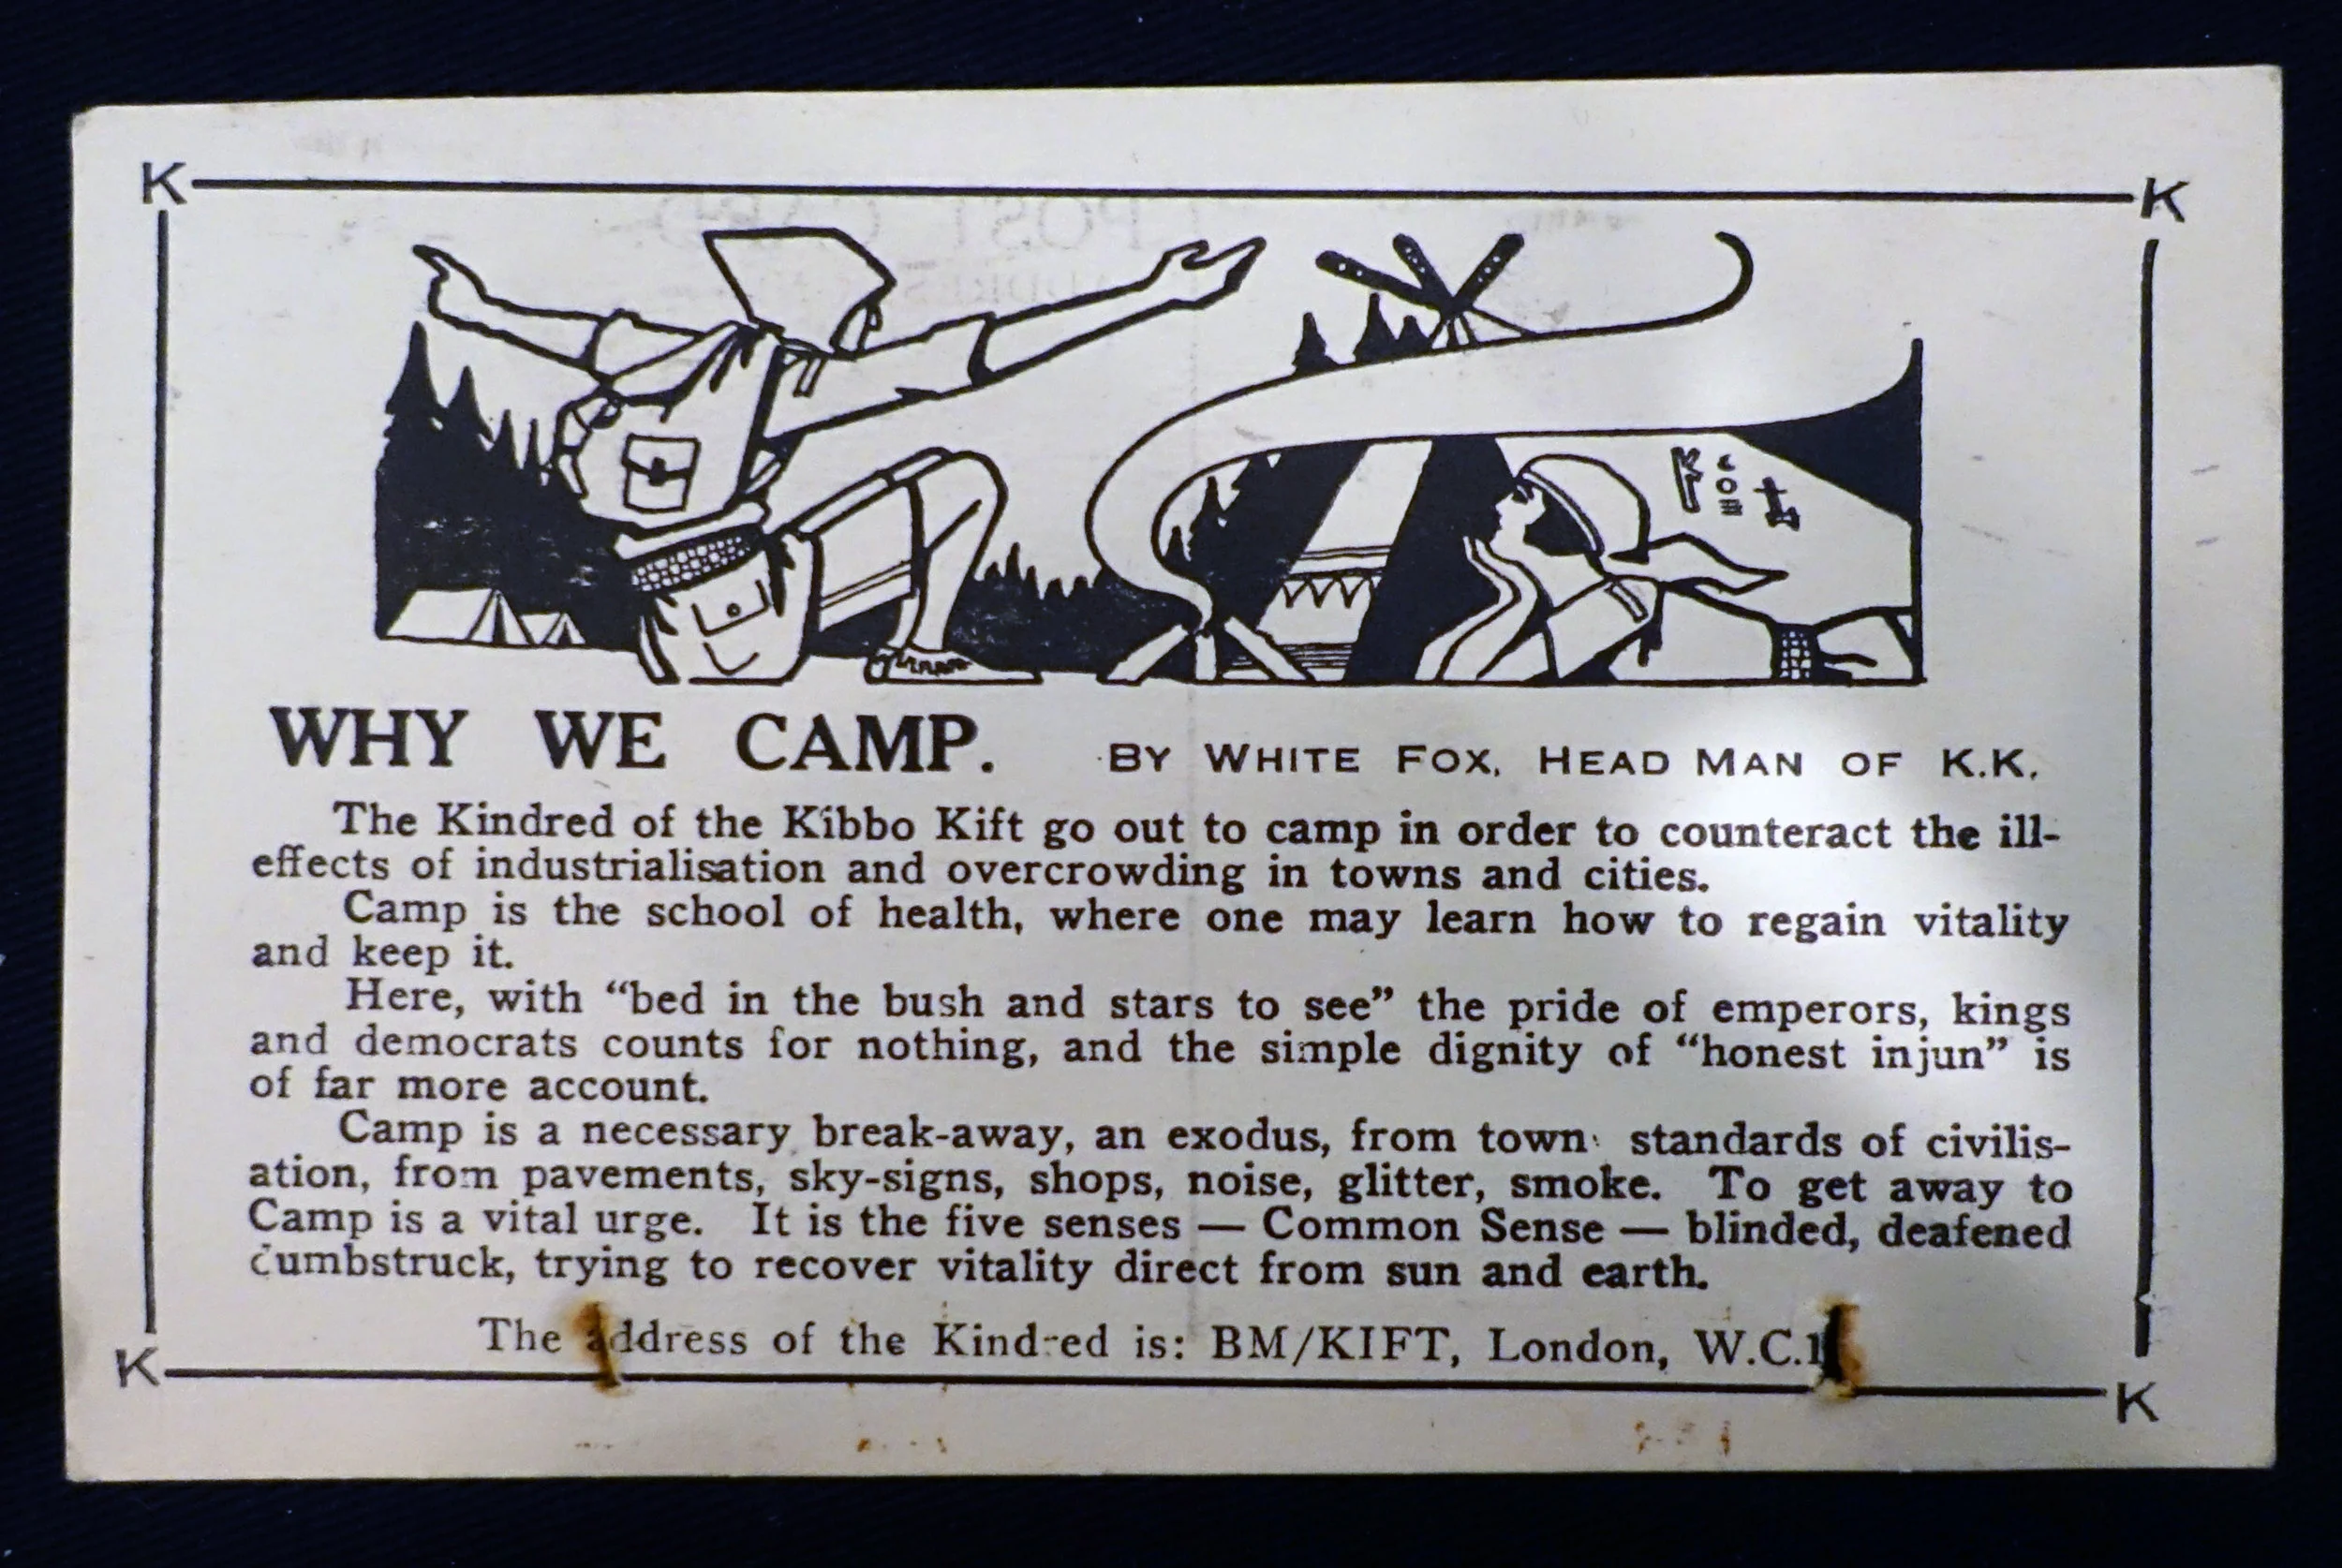 K K
WHY WE CAMP. BY WHITE FOX, HEAD MAN OF K.K.
The Kindred of the Kibbo Kift go out to camp in order to counteract the ill-
effects of industrialisation and overcrowding in towns and cities.
Camp is the school of health, where one may learn how to regain vitality
and keep it.
Here, with “bed in the bush and stars to see” the pride of emperors, kings
and democrats counts for nothing, and the simple dignity of “honest injun” is
of far more account.
Camp is a necessary break-away, an exodus, from town standards of civilis-
ation, from pavements, sky-signs, shops, noise, glitter, smoke. To get away to
Camp is a vital urge. It is the five senses — Common Sense — blinded, deafened
dumbstruck, trying to recover vitality direct from sun and earth.
The address of the Kindred is: BM/KIFT, London, W.C.1
K K